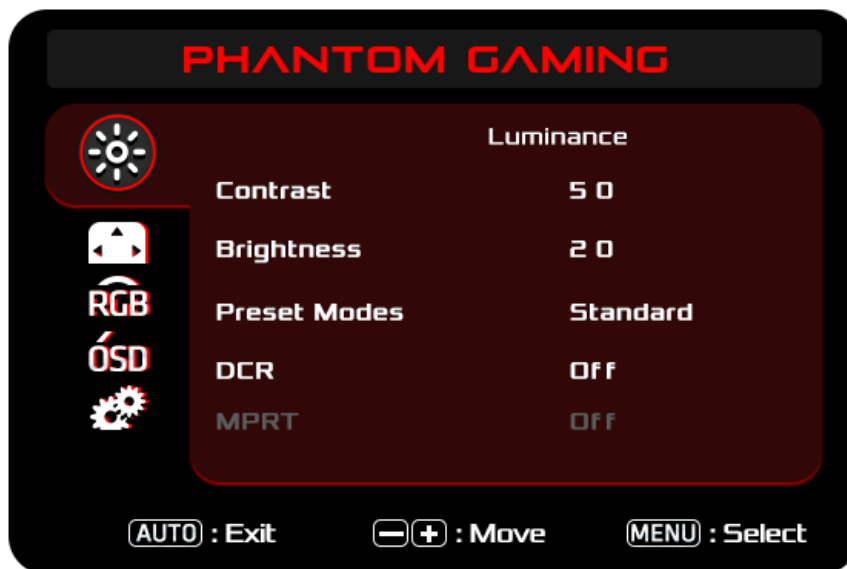 PHANTOM GAMING
Luminance
Contrast 50
Brightness 20
RGB
Preset Modes Standard
OSD
DCR Off
MPRT Off
AUTO : Exit − + : Move MENU : Select